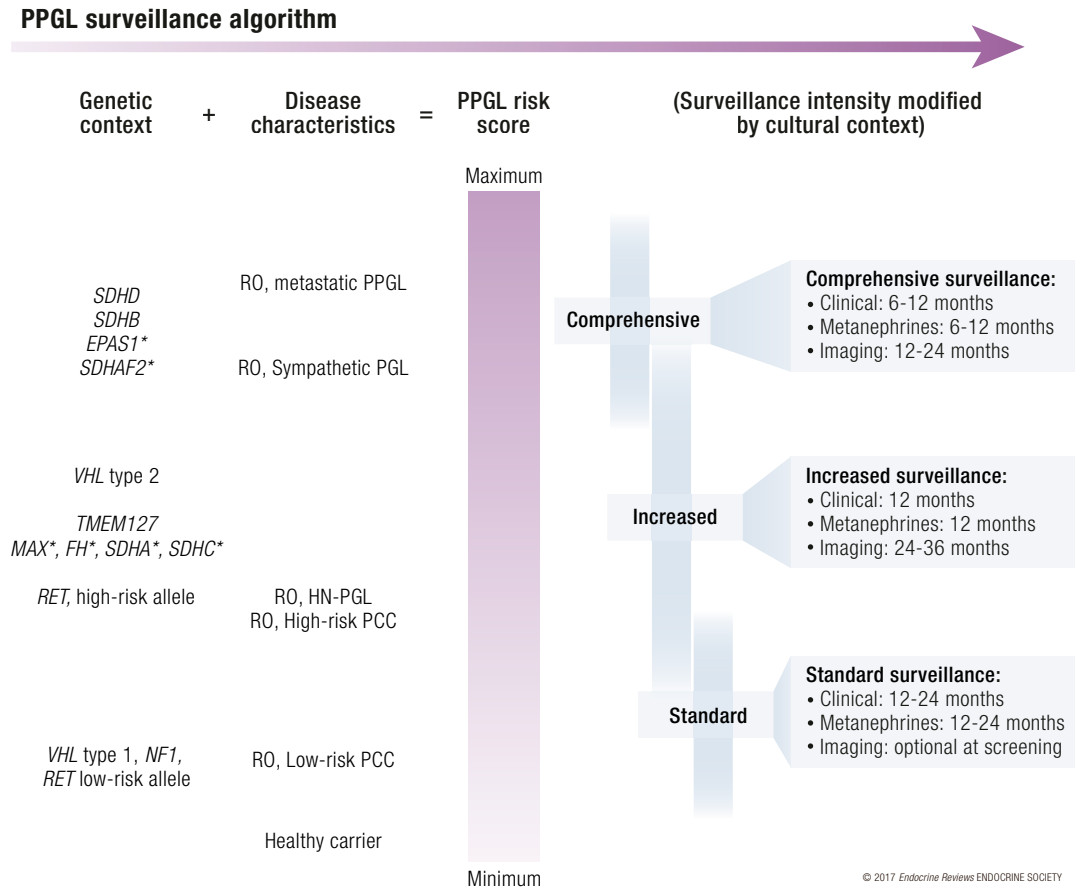 PPGL surveillance algorithm
Genetic
context
+
Disease
characteristics
=
PPGL risk
score
(Surveillance intensity modified
by cultural context)
Maximum
SDHD
SDHB
EPAS1*
SDHAF2*
RO, metastatic PPGL
RO, Sympathetic PGL
VHL type 2
TMEM127
MAX*, FH*, SDHA*, SDHC*
RET, high-risk allele
RO, HN-PGL
RO, High-risk PCC
VHL type 1, NF1,
RET low-risk allele
RO, Low-risk PCC
Healthy carrier
Minimum
Comprehensive
Comprehensive surveillance:
• Clinical: 6-12 months
• Metanephrines: 6-12 months
• Imaging: 12-24 months
Increased
Increased surveillance:
• Clinical: 12 months
• Metanephrines: 12 months
• Imaging: 24-36 months
Standard
Standard surveillance:
• Clinical: 12-24 months
• Metanephrines: 12-24 months
• Imaging: optional at screening
© 2017 Endocrine Reviews ENDOCRINE SOCIETY